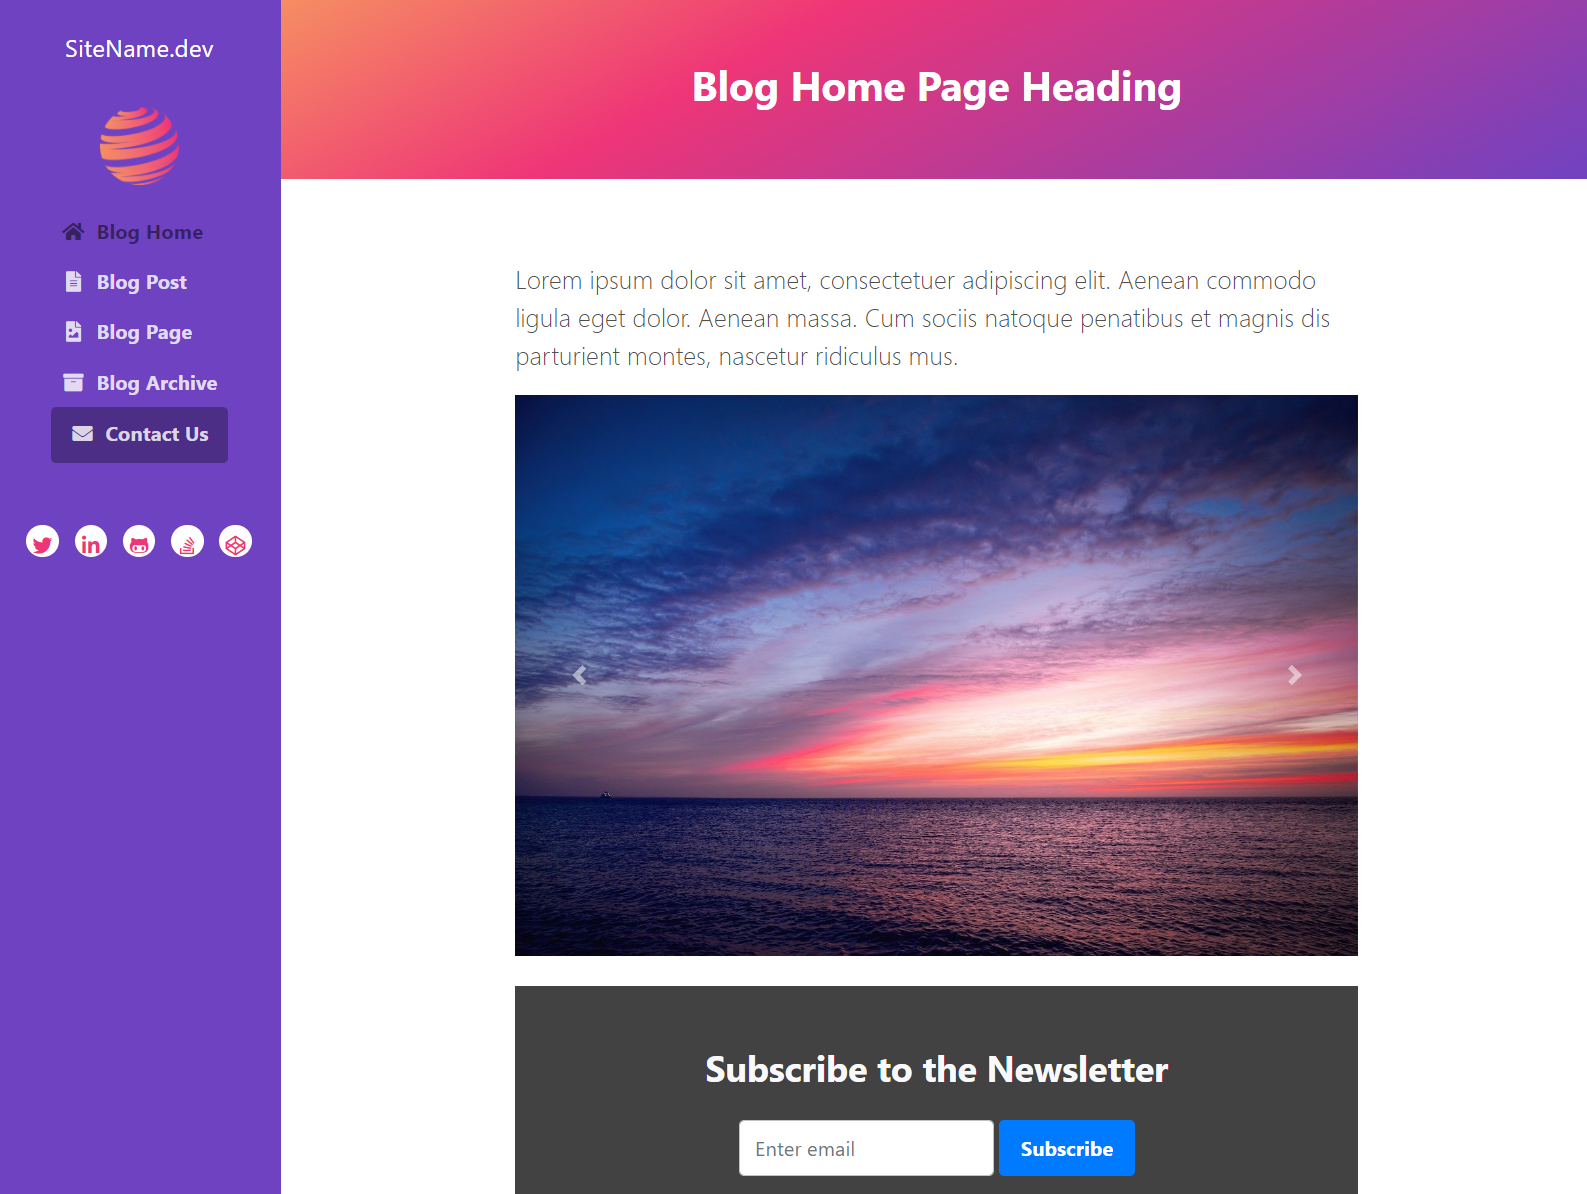 SiteName.dev
Blog Home
Blog Post
Blog Page
Blog Archive
Contact Us
Blog Home Page Heading
Lorem ipsum dolor sit amet, consectetuer adipiscing elit. Aenean commodo
ligula eget dolor. Aenean massa. Cum sociis natoque penatibus et magnis dis
parturient montes, nascetur ridiculus mus.
Subscribe to the Newsletter
Enter email
Subscribe